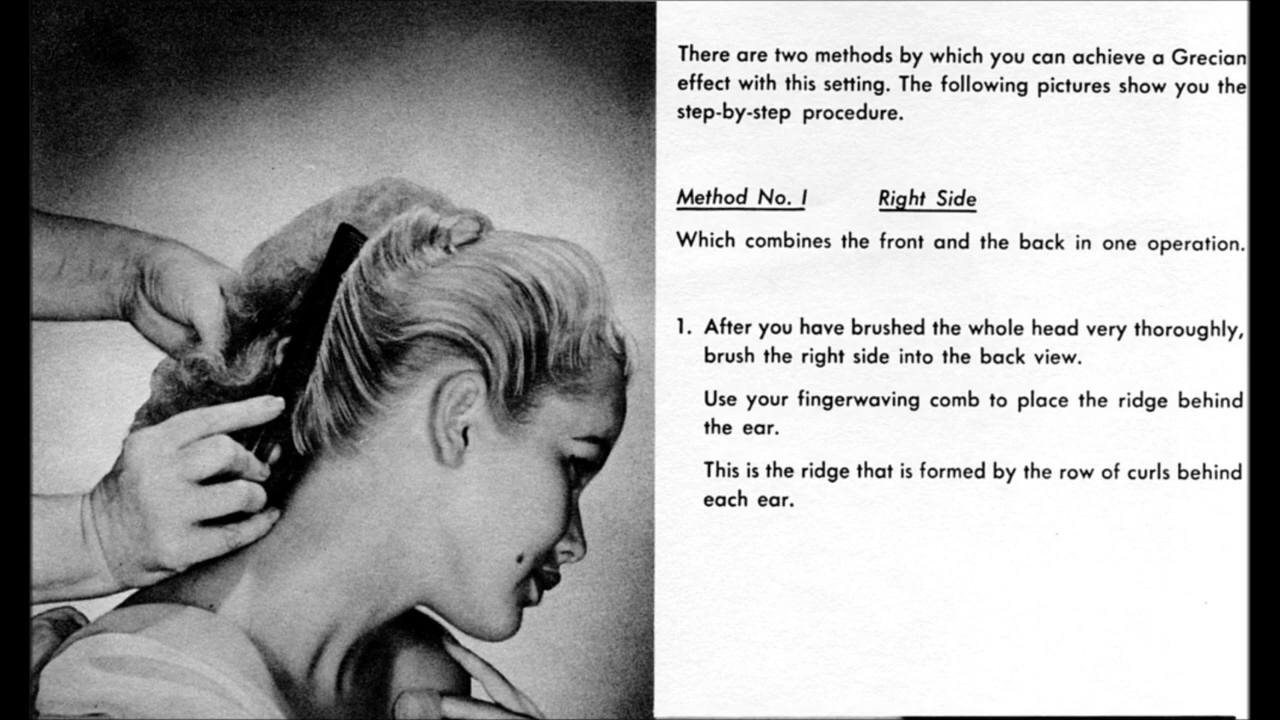 There are two methods by which you can achieve a Grecian
effect with this setting. The following pictures show you the
step-by-step procedure.
Method No. I Right Side
Which combines the front and the back in one operation.
1. After you have brushed the whole head very thoroughly,
brush the right side into the back view.
Use your fingerwaving comb to place the ridge behind
the ear.
This is the ridge that is formed by the row of curls behind
each ear.